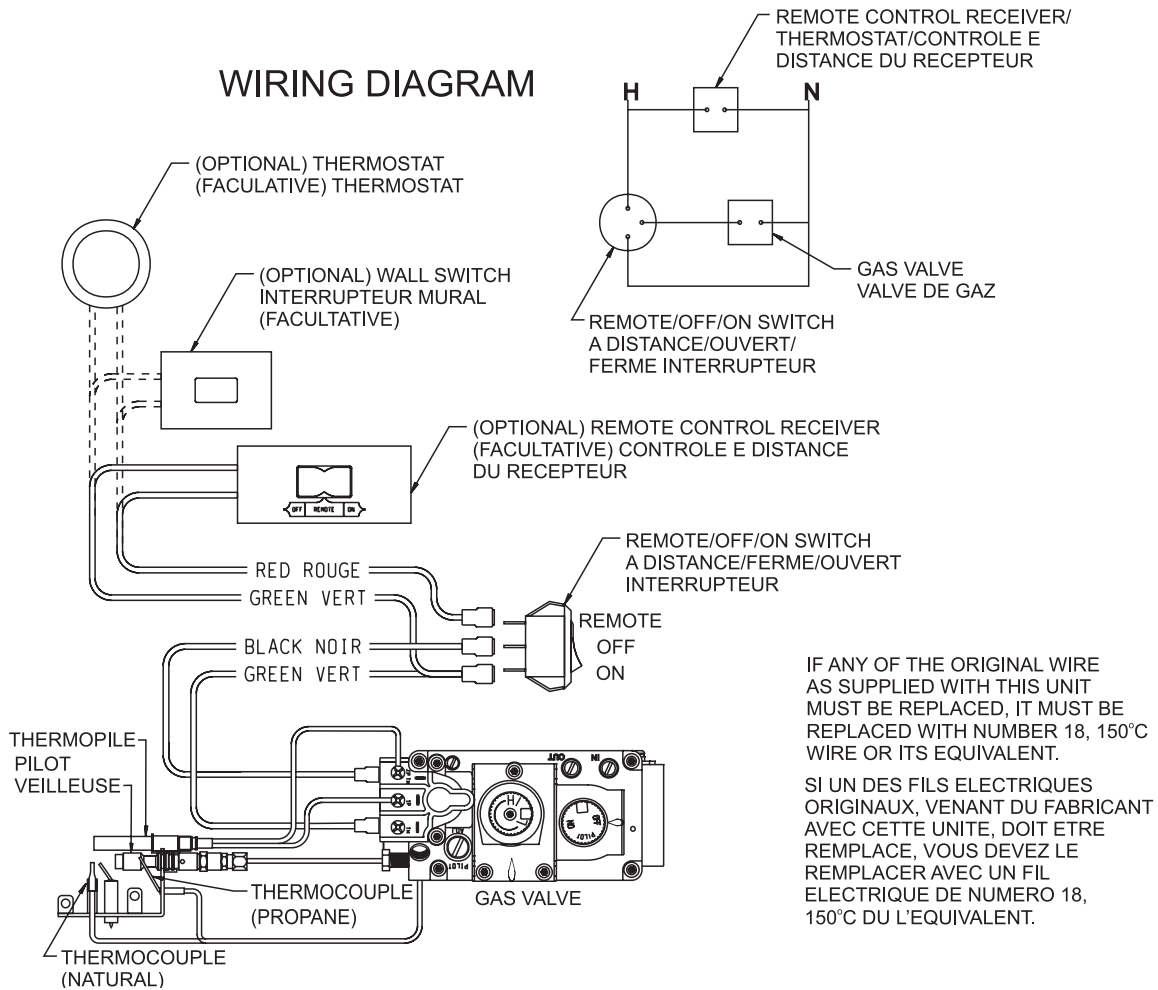 WIRING DIAGRAM
REMOTE CONTROL RECEIVER/
THERMOSTAT/CONTROLE E
DISTANCE DU RECEPTEUR
H
N
GAS VALVE
VALVE DE GAZ
REMOTE/OFF/ON SWITCH
A DISTANCE/OUVERT/
FERME INTERRUPTEUR
(OPTIONAL) THERMOSTAT
(FACULATIVE) THERMOSTAT
(OPTIONAL) WALL SWITCH
INTERRUPTEUR MURAL
(FACULTATIVE)
(OPTIONAL) REMOTE CONTROL RECEIVER
(FACULTATIVE) CONTROLE E DISTANCE
DU RECEPTEUR
OFF REMOTE ON
REMOTE/OFF/ON SWITCH
A DISTANCE/FERME/OUVERT
INTERRUPTEUR
RED ROUGE
GREEN VERT
BLACK NOIR
GREEN VERT
REMOTE
OFF
ON
THERMOPILE
PILOT
VEILLEUSE
THERMOCOUPLE
(PROPANE)
THERMOCOUPLE
(NATURAL)
OUT
IN
HI
PILOT
ADJ
OFF
PILOT
ON
GAS VALVE
IF ANY OF THE ORIGINAL WIRE
AS SUPPLIED WITH THIS UNIT
MUST BE REPLACED, IT MUST BE
REPLACED WITH NUMBER 18, 150°C
WIRE OR ITS EQUIVALENT.
SI UN DES FILS ELECTRIQUES
ORIGINAUX, VENANT DU FABRICANT
AVEC CETTE UNITE, DOIT ETRE
REMPLACE, VOUS DEVEZ LE
REMPLACER AVEC UN FIL
ELECTRIQUE DE NUMERO 18,
150°C DU L'EQUIVALENT.